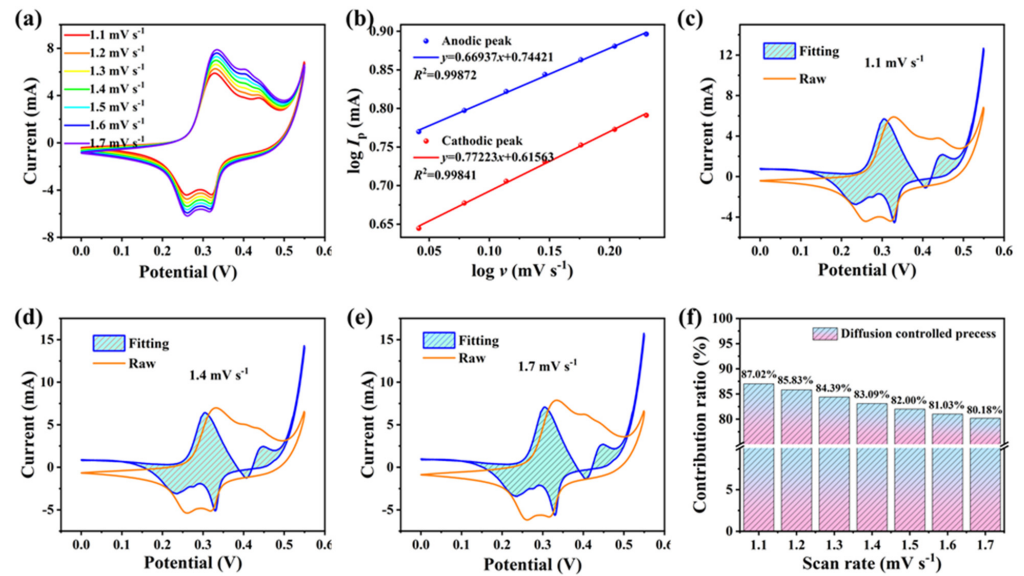 (a)
1.1 mV s-1
1.2 mV s-1
1.3 mV s-1
1.4 mV s-1
1.5 mV s-1
1.6 mV s-1
1.7 mV s-1
8
4
0
-4
-8
Current (mA)
0.0 0.1 0.2 0.3 0.4 0.5 0.6
Potential (V)
(b)
Anodic peak
y=0.66937x+0.74421
R2=0.99872
Cathodic peak
y=0.77223x+0.61563
R2=0.99841
0.90
0.85
0.80
0.75
0.70
0.65
log Ip (mA)
0.05 0.10 0.15 0.20
log v (mV s-1)
(c)
Fitting
Raw
1.1 mV s-1
12
8
4
0
-4
Current (mA)
0.0 0.1 0.2 0.3 0.4 0.5 0.6
Potential (V)
(d)
Fitting
Raw
1.4 mV s-1
15
10
5
0
-5
Current (mA)
0.0 0.1 0.2 0.3 0.4 0.5
Potential (V)
(e)
Fitting
Raw
1.7 mV s-1
15
10
5
0
-5
Current (mA)
0.0 0.1 0.2 0.3 0.4 0.5
Potential (V)
(f)
Diffusion controlled precess
87.02% 85.83% 84.39% 83.09% 82.00% 81.03% 80.18%
100
95
90
85
80
5
0
Contribution ratio (%)
1.1 1.2 1.3 1.4 1.5 1.6 1.7
Scan rate (mV s-1)